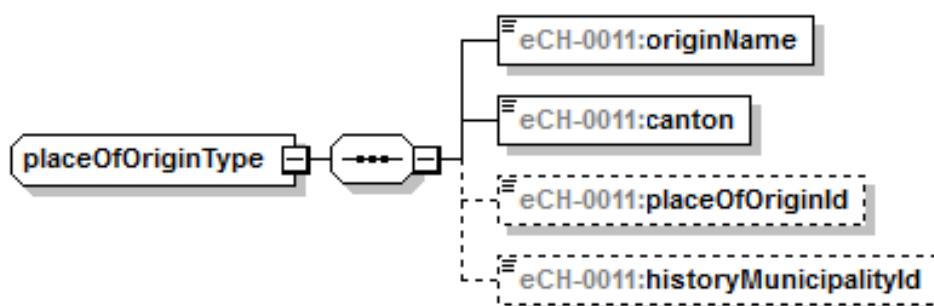 eCH-0011:originName
eCH-0011:canton
placeOfOriginType
eCH-0011:placeOfOriginId
eCH-0011:historyMunicipalityId